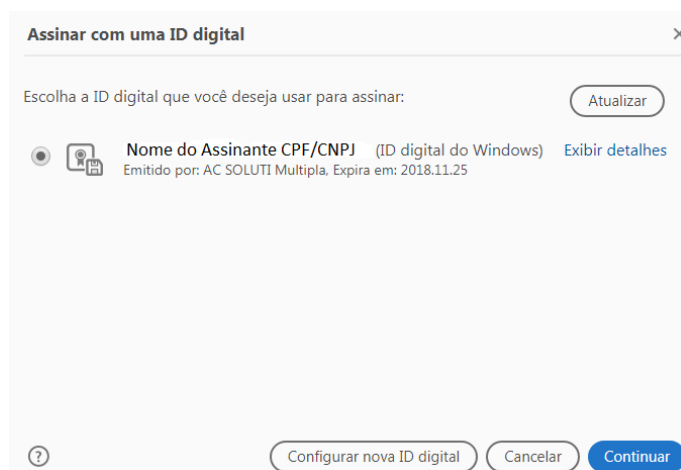 Assinar com uma ID digital
Escolha a ID digital que você deseja usar para assinar:
Atualizar
Nome do Assinante CPF/CNPJ (ID digital do Windows) Exibir detalhes
Emitido por: AC SOLUTI Multipla, Expira em: 2018.11.25
Configurar nova ID digital
Cancelar
Continuar